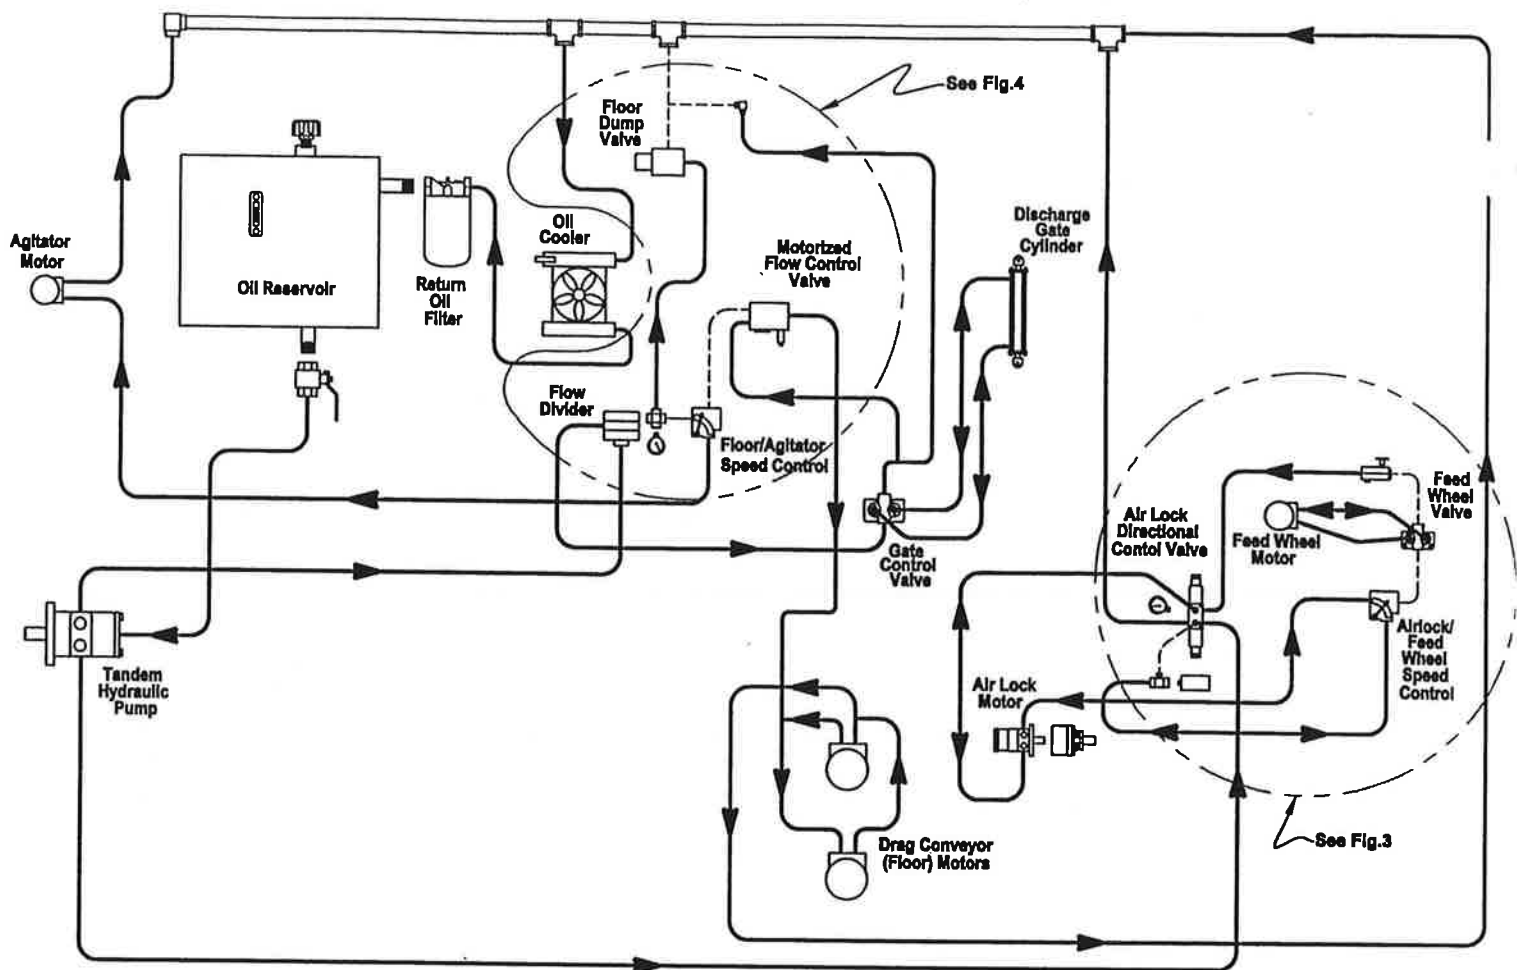 See Fig.4
Floor
Dump
Valve
Discharge
Gate
Cylinder
Oil
Cooler
Agitator
Motor
Motorized
Flow Control
Valve
Oil Reservoir
Return
Oil
Filter
Flow
Divider
Floor/Agitator
Speed Control
Feed
Wheel
Valve
Air Lock
Directional
Contol Valve
Feed Wheel
Motor
Gate
Control
Valve
Airlock/
Feed
Wheel
Speed
Control
Tandem
Hydraulic
Pump
Air Lock
Motor
Drag Conveyor
(Floor) Motors
See Fig.3